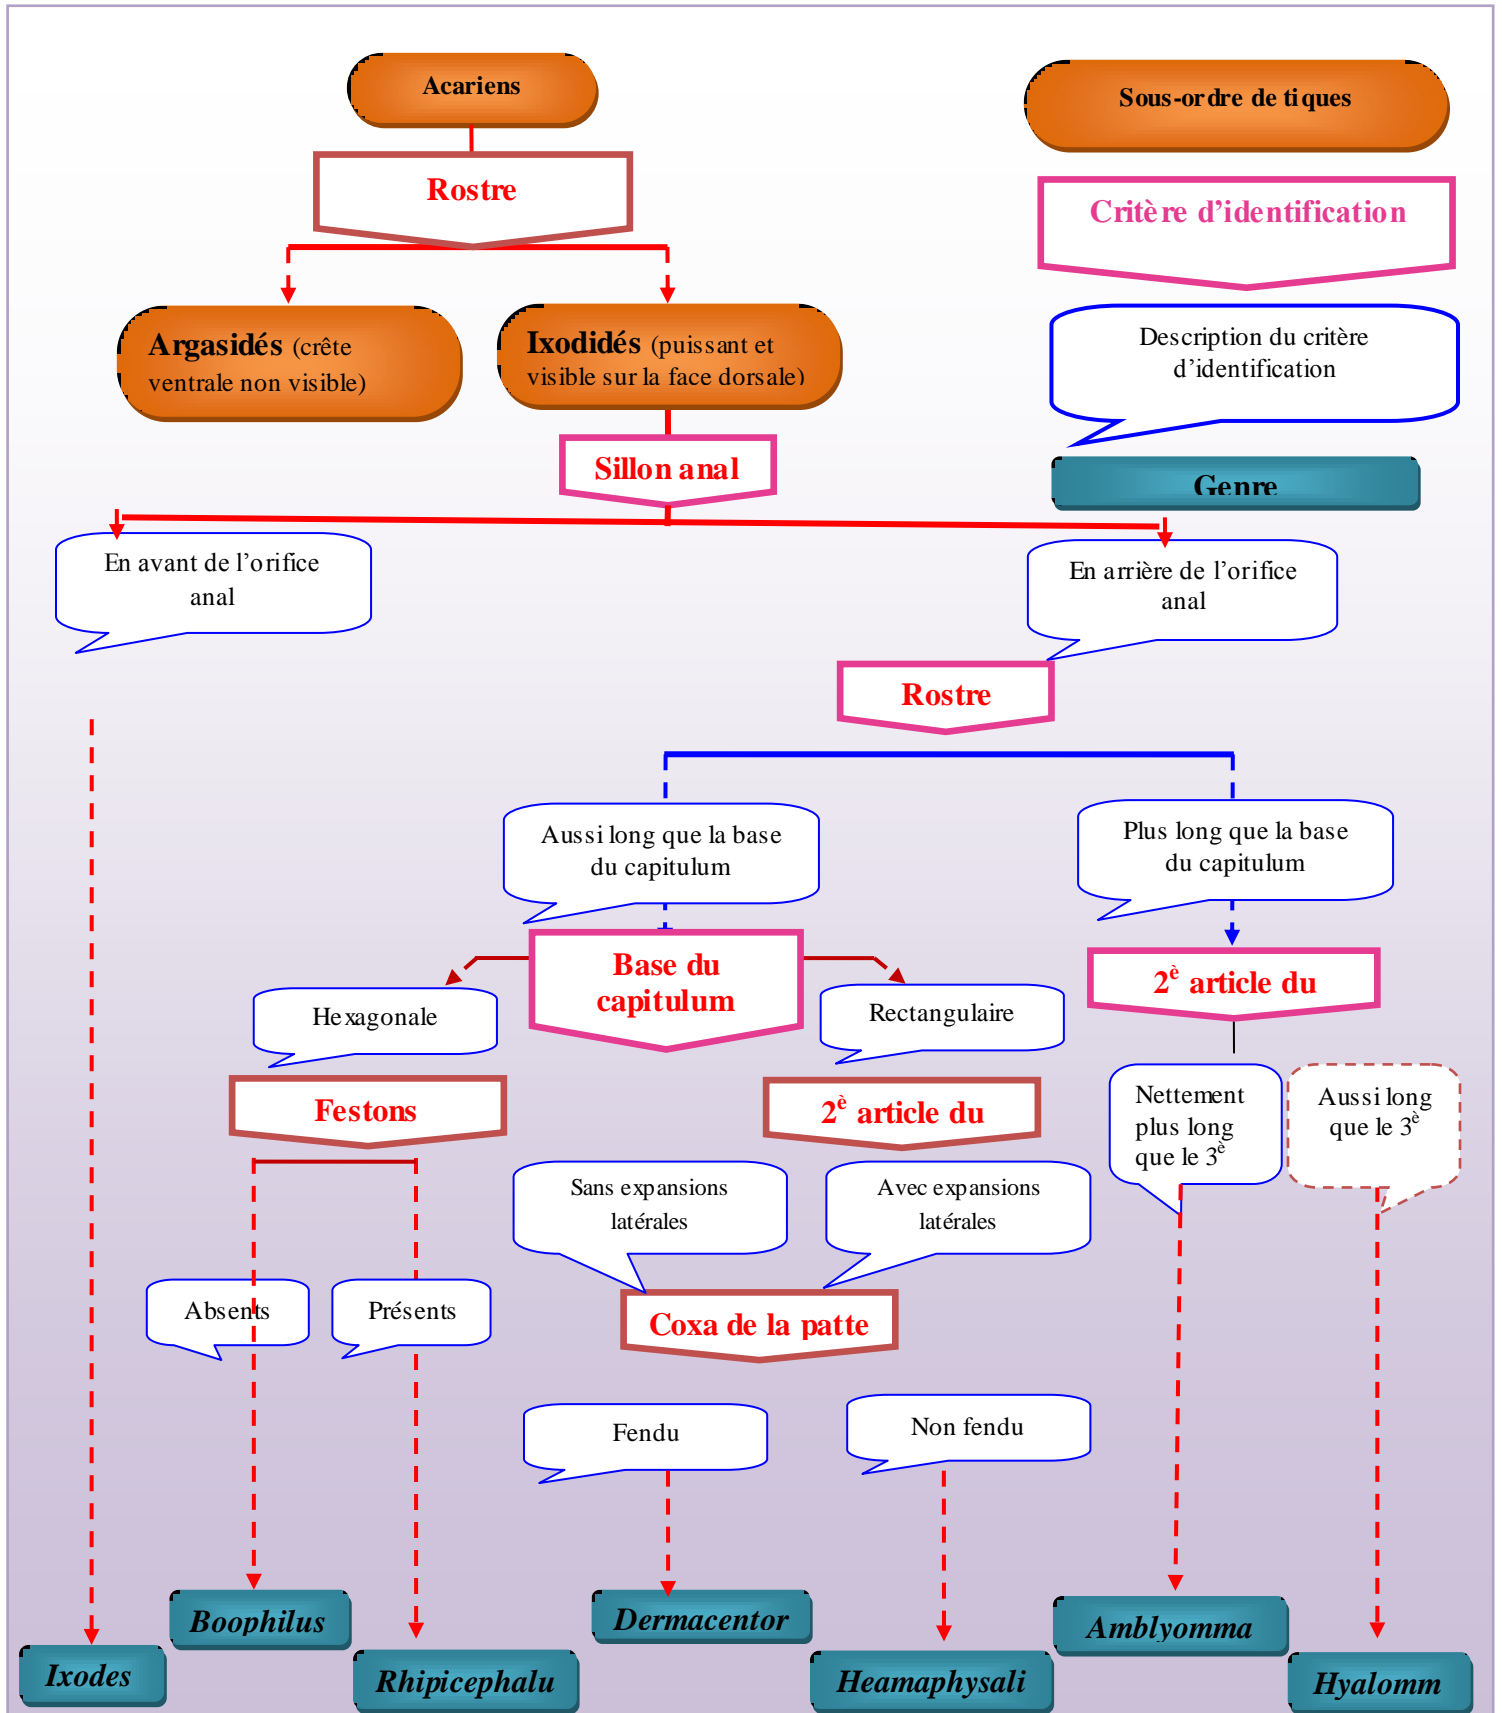 Acariens
Sous-ordre de tiques
Rostre
Critère d'identification
Argasidés (crête
ventrale non visible)
Ixodidés (puissant et
visible sur la face dorsale)
Description du critère
d'identification
Sillon anal
Genre
En avant de l'orifice
anal
En arrière de l'orifice
anal
Rostre
Aussi long que la base
du capitulum
Plus long que la base
du capitulum
Base du
capitulum
2è article du
Hexagonale
Rectangulaire
Festons
2è article du
Nettement
plus long
que le 3è
Aussi long
que le 3è
Sans expansions
latérales
Avec expansions
latérales
Absents
Présents
Coxa de la patte
Fendu
Non fendu
Boophilus
Dermacentor
Amblyomma
Ixodes
Rhipicephalu
Heamaphysali
Hyalomm